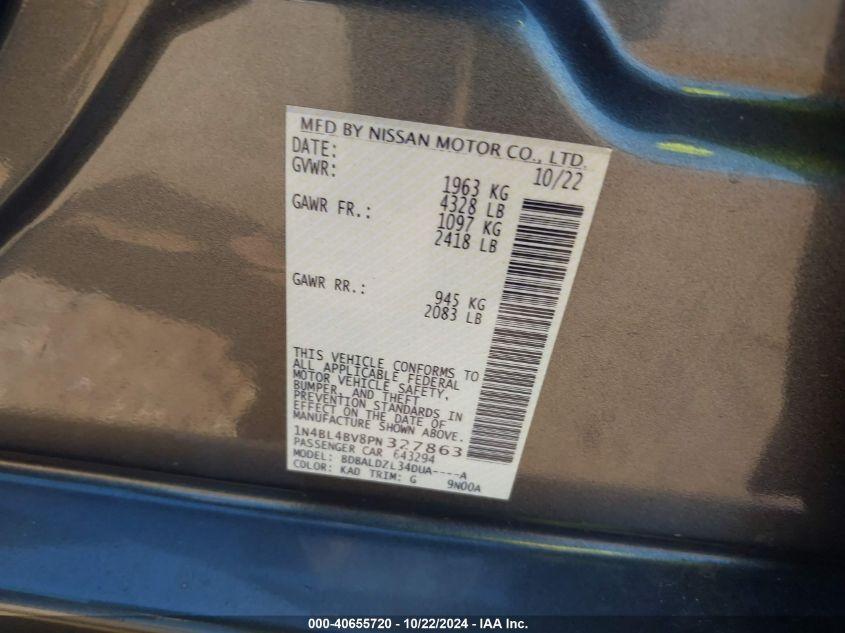 MFD BY NISSAN MOTOR CO., LTD.
DATE: 10/22
GVWR: 1963 KG
4328 LB
GAWR FR.: 1097 KG
2418 LB
GAWR RR.: 945 KG
2083 LB
THIS VEHICLE CONFORMS TO
ALL APPLICABLE FEDERAL
MOTOR VEHICLE SAFETY,
BUMPER, AND THEFT
PREVENTION STANDARDS IN
EFFECT ON THE DATE OF
MANUFACTURE SHOWN ABOVE.
1N4BL4BV8PN327863
PASSENGER CAR 643294
MODEL: BDBALDZL34DUA----A
COLOR: KAD TRIM: G 9N00A
000-40655720 - 10/22/2024 - IAA Inc.